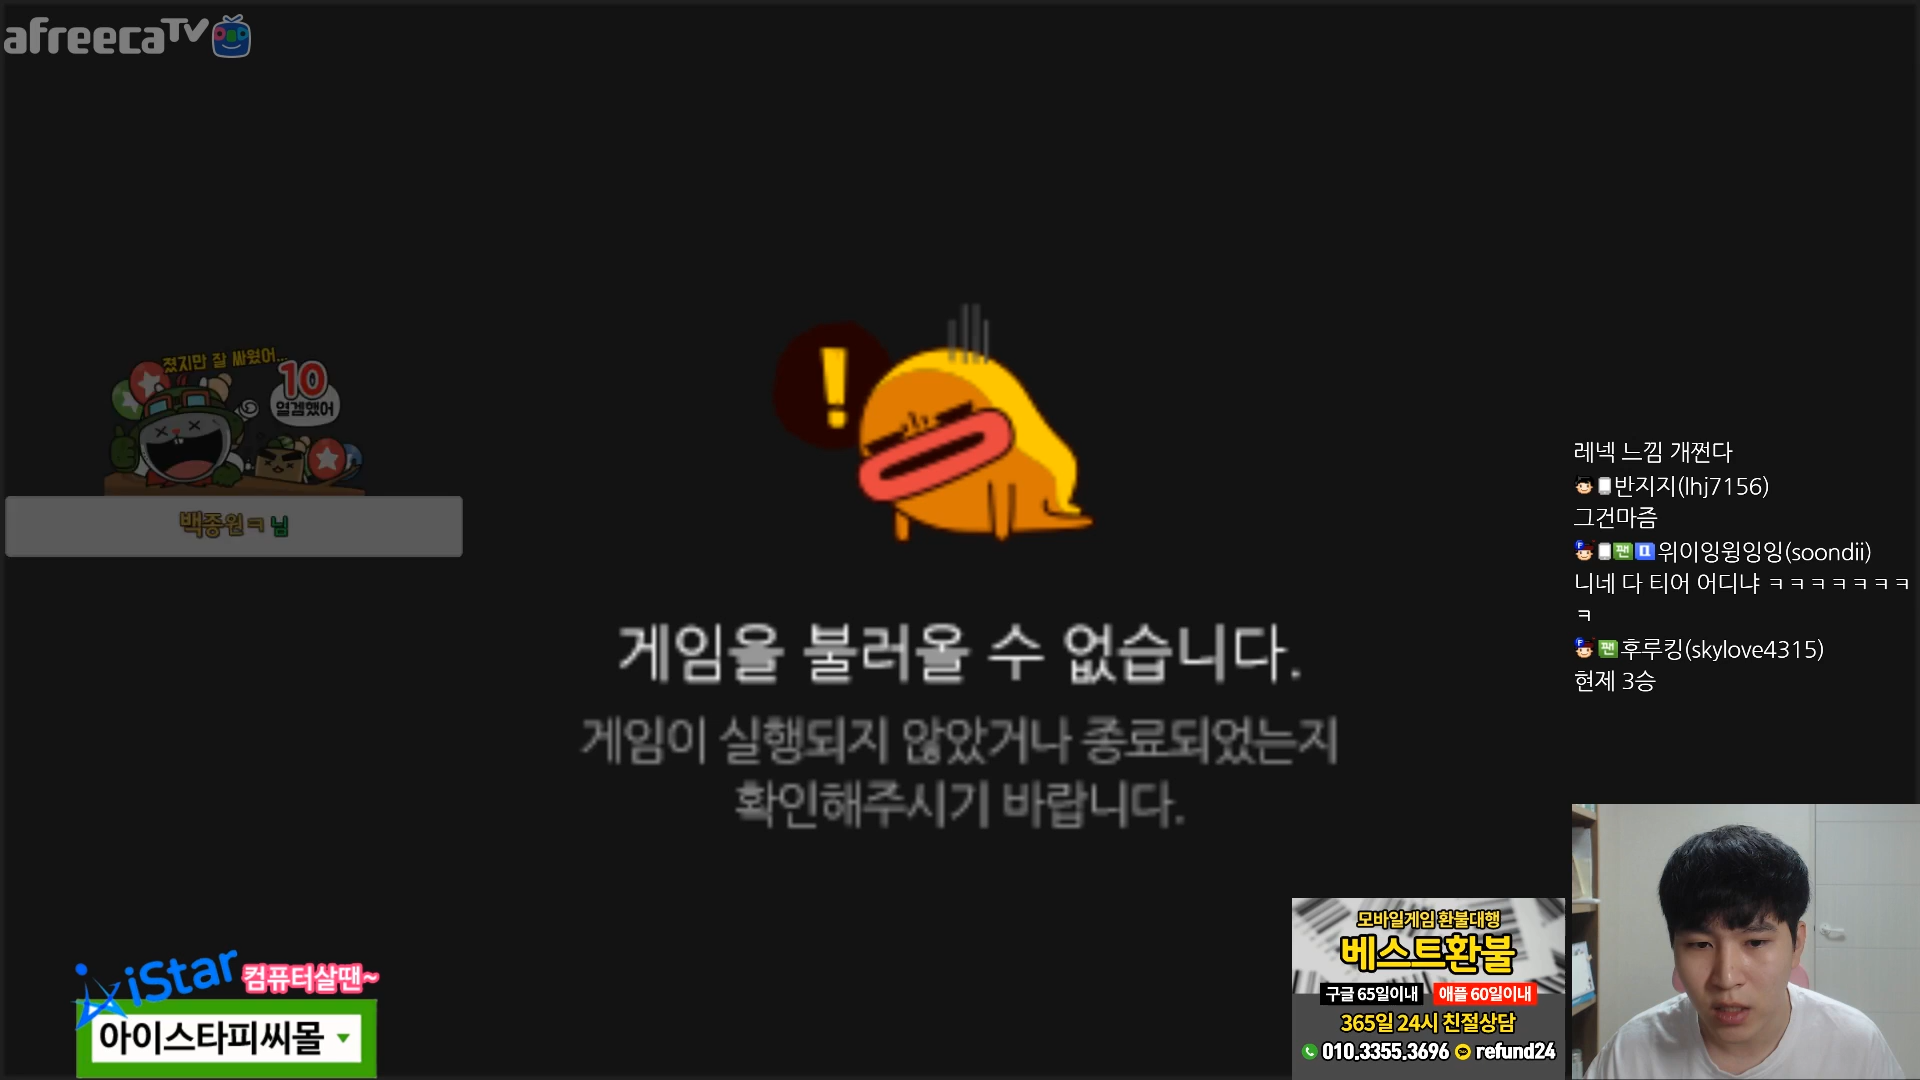 afreecaTV
졌지만 잘 싸웠어...
10
열겜했어
백종원ㅋ님
!
게임을 불러올 수 없습니다.
게임이 실행되지 않았거나 종료되었는지
확인해주시기 바랍니다.
레넥 느낌 개쩐다
반지지(lhj7156)
그건마즘
팬 위이잉윙잉잉(soondii)
니네 다 티어 어디냐 ㅋㅋㅋㅋㅋㅋㅋ
ㅋ
팬 후루킹(skylove4315)
현제 3승
iStar 컴퓨터살땐~
아이스타피씨몰
모바일게임 환불대행
베스트환불
구글 65일이내 애플 60일이내
365일 24시 친절상담
010.3355.3696 refund24